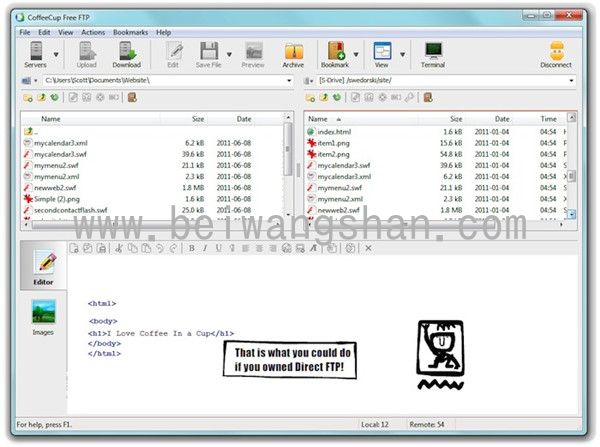 CoffeeCup Free FTP
File Edit View Actions Bookmarks Help
Servers Upload Download Edit Save File Preview Archive Bookmark View Terminal Disconnect
C:\Users\Scott\Documents\Website\
[S-Drive] /swedorski/site/
Name Size Date
..
mycalendar3.xml 6.2 kB 2011-06-08
mycalendar3.swf 39.6 kB 2011-06-08
mymenu2.swf 21.1 kB 2011-06-08
mymenu2.xml 2.3 kB 2011-06-08
newweb2.swf 1.8 MB 2011-06-08
Simple (2).png 1.6 kB 2011-06-08
secondcontactflash.swf 25.0 kB 2011-06-08
Name Size Date Time
index.html 1.6 kB 2011-01-04 04:54
item1.png 15.6 kB 2011-01-04 04:54
item2.png 54.8 kB 2011-01-04 04:54
mycalendar3.swf 39.6 kB 2011-01-04 04:54
mycalendar3.xml 6.2 kB 2011-01-04 04:54
mymenu2.swf 21.1 kB 2011-01-04 04:54
mymenu2.xml 2.3 kB 2011-01-04 04:54
newweb2.swf 1.8 MB 2011-01-04 04:54
www.beiwangshan.com
B I U
Editor
Images
<html>
<body>
<h1>I Love Coffee In a Cup</h1>
</body>
</html>
That is what you could do
if you owned Direct FTP!
For help, press F1.
Local: 12
Remote: 54